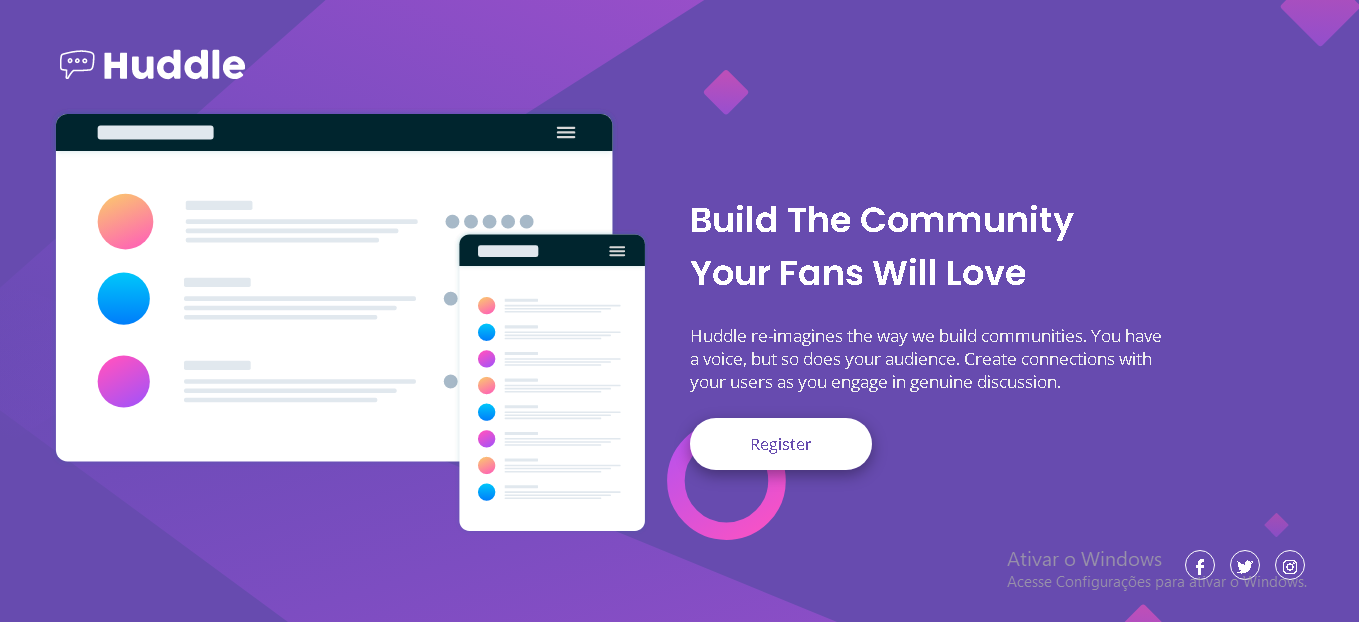 Huddle
Build The Community
Your Fans Will Love
Huddle re-imagines the way we build communities. You have
a voice, but so does your audience. Create connections with
your users as you engage in genuine discussion.
Register
Ativar o Windows
Acesse Configurações para ativar o Windows.